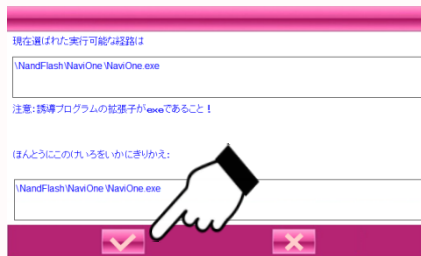 現在選ばれた実行可能な経路は
\NandFlash\NaviOne\NaviOne.exe
注意:誘導プログラムの拡張子がexeであること！
ほんとうにこのけいろをいかにきりかえ:
\NandFlash\NaviOne\NaviOne.exe